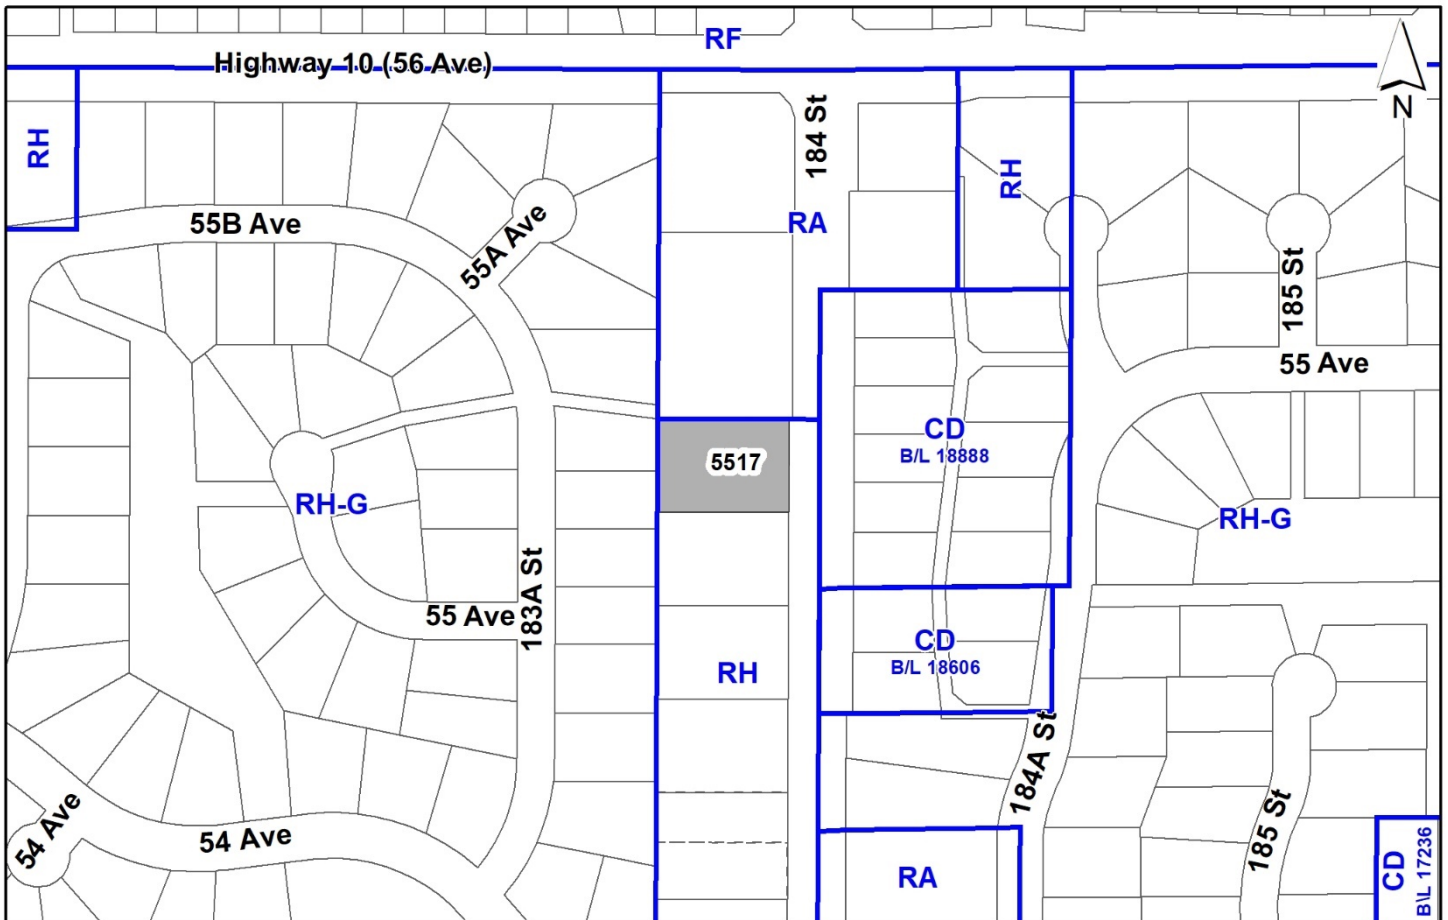 RF
Highway 10 (56 Ave)
N
184 St
RH
RH
55B Ave
55A Ave
RA
185 St
55 Ave
CD
B/L 18888
5517
RH-G
RH-G
183A St
55 Ave
CD
B/L 18606
RH
184A St
54 Ave
54 Ave
185 St
RA
CD
B\L 17236